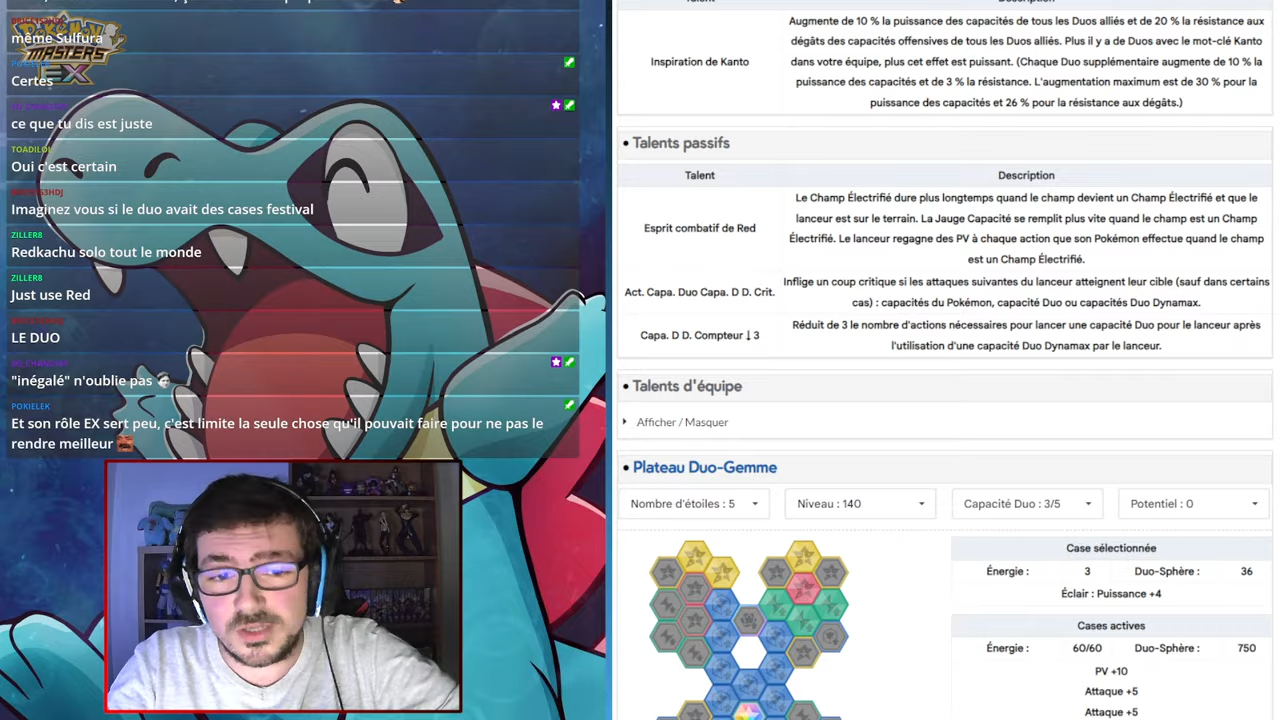 même Sulfura
POKÉMON
MASTERS
EX
Certes
ce que tu dis est juste
TOADILOI
Oui c'est certain
Imaginez vous si le duo avait des cases festival
ZILLER8
Redkachu solo tout le monde
ZILLER8
Just use Red
LE DUO
"inégalé" n'oublie pas
POKIELEK
Et son rôle EX sert peu, c'est limite la seule chose qu'il pouvait faire pour ne pas le
rendre meilleur
Inspiration de Kanto
Augmente de 10 % la puissance des capacités de tous les Duos alliés et de 20 % la résistance aux
dégâts des capacités offensives de tous les Duos alliés. Plus il y a de Duos avec le mot-clé Kanto
dans votre équipe, plus cet effet est puissant. (Chaque Duo supplémentaire augmente de 10 % la
puissance des capacités et de 3 % la résistance. L'augmentation maximum est de 30 % pour la
puissance des capacités et 26 % pour la résistance aux dégâts.)
• Talents passifs
Talent Description
Esprit combatif de Red
Le Champ Électrifié dure plus longtemps quand le champ devient un Champ Électrifié et que le
lanceur est sur le terrain. La Jauge Capacité se remplit plus vite quand le champ est un Champ
Électrifié. Le lanceur regagne des PV à chaque action que son Pokémon effectue quand le champ
est un Champ Électrifié.
Act. Capa. Duo Capa. D D. Crit.
Inflige un coup critique si les attaques suivantes du lanceur atteignent leur cible (sauf dans certains
cas) : capacités du Pokémon, capacité Duo ou capacités Duo Dynamax.
Capa. D D. Compteur ↓ 3
Réduit de 3 le nombre d'actions nécessaires pour lancer une capacité Duo pour le lanceur après
l'utilisation d'une capacité Duo Dynamax par le lanceur.
• Talents d'équipe
Afficher / Masquer
• Plateau Duo-Gemme
Nombre d'étoiles : 5 Niveau : 140 Capacité Duo : 3/5 Potentiel : 0
Case sélectionnée
Énergie : 3 Duo-Sphère : 36
Éclair : Puissance +4
Cases actives
Énergie : 60/60 Duo-Sphère : 750
PV +10
Attaque +5
Attaque +5